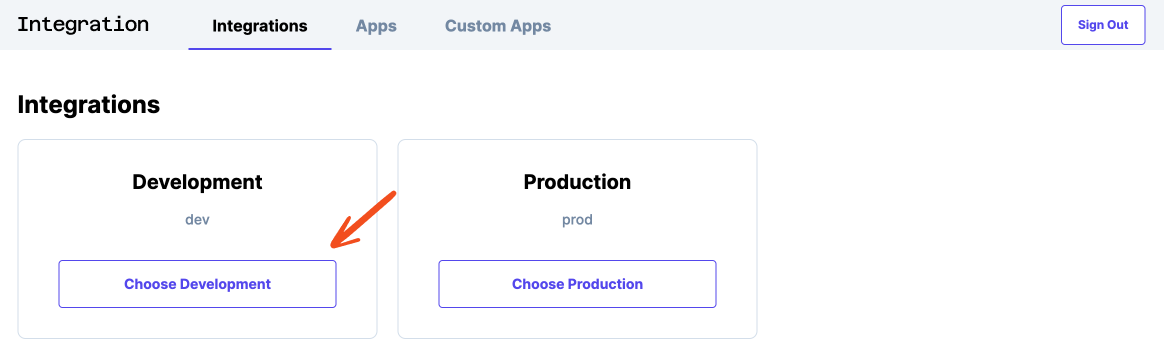 Integration
Integrations
Apps
Custom Apps
Sign Out
Integrations
Development
dev
Choose Development
Production
prod
Choose Production